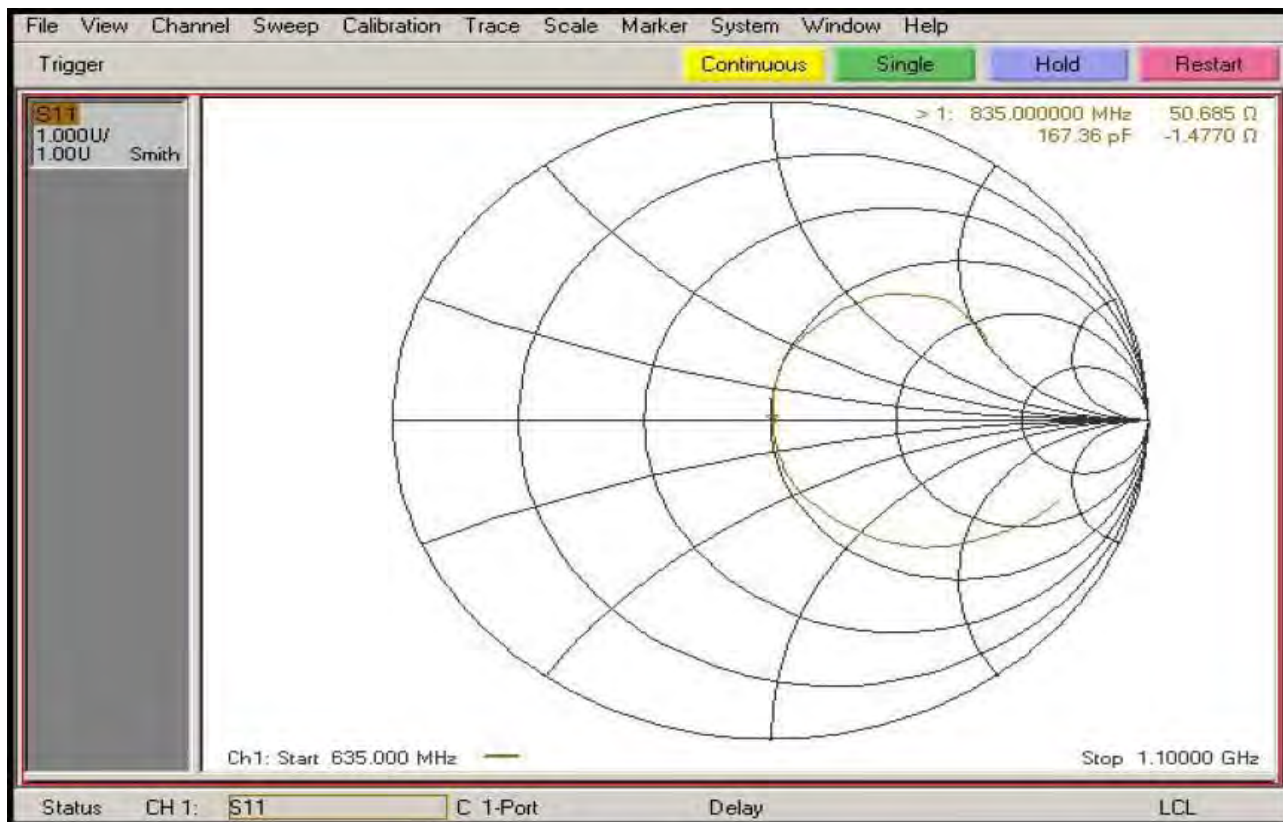 File View Channel Sweep Calibration Trace Scale Marker System Window Help
Trigger Continuous Single Hold Restart
S11
1.000U/
1.00U Smith
> 1: 835.000000 MHz 50.685 Ω
167.36 pF -1.4770 Ω
Ch1: Start 635.000 MHz Stop 1.10000 GHz
Status CH 1: S11 C 1-Port Delay LCL